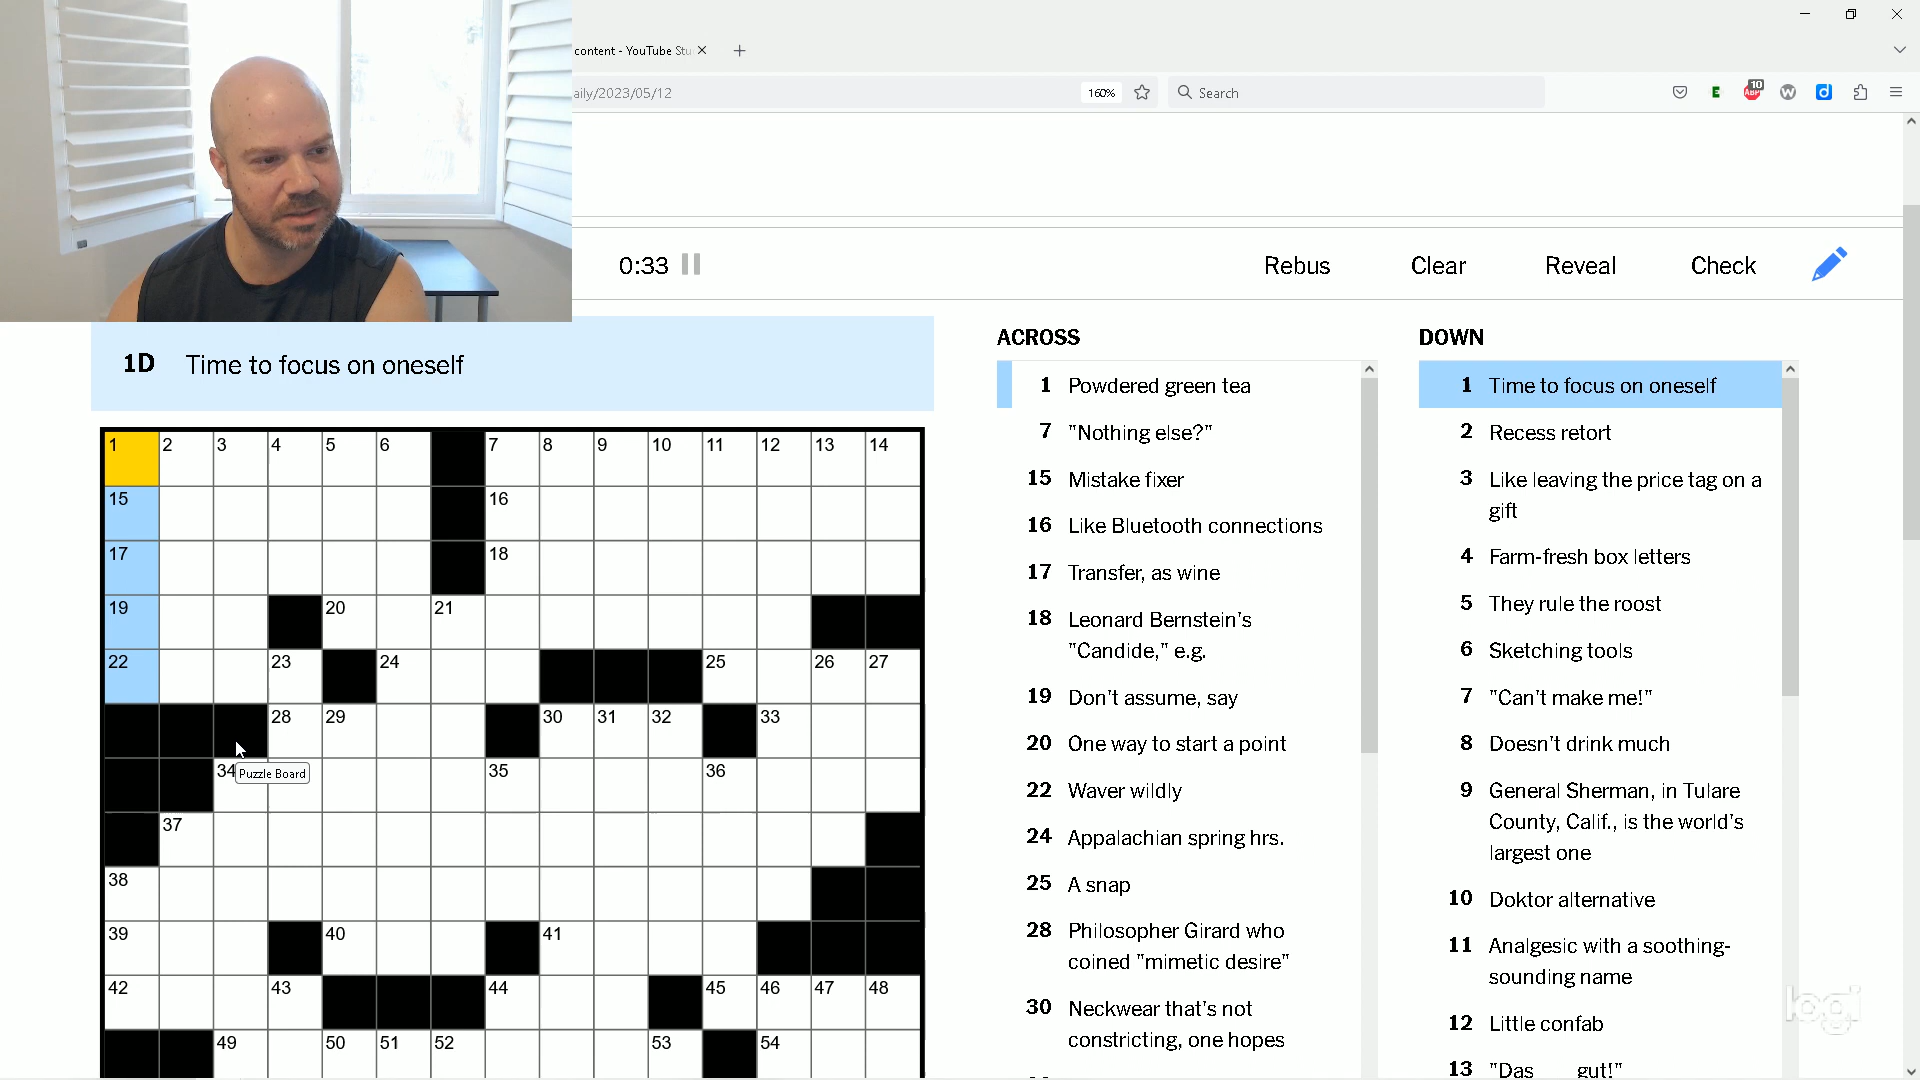 content - YouTube Stu
aily/2023/05/12
160%
Search
10
ABP
E
W
d
0:33
Rebus
Clear
Reveal
Check
1D Time to focus on oneself
1 2 3 4 5 6 7 8 9 10 11 12 13 14
15 16
17 18
19 20 21
22 23 24 25 26 27
28 29 30 31 32 33
34 35 36
Puzzle Board
37
38
39 40 41
42 43 44 45 46 47 48
49 50 51 52 53 54
ACROSS
1 Powdered green tea
7 "Nothing else?"
15 Mistake fixer
16 Like Bluetooth connections
17 Transfer, as wine
18 Leonard Bernstein's
"Candide," e.g.
19 Don't assume, say
20 One way to start a point
22 Waver wildly
24 Appalachian spring hrs.
25 A snap
28 Philosopher Girard who
coined "mimetic desire"
30 Neckwear that's not
constricting, one hopes
DOWN
1 Time to focus on oneself
2 Recess retort
3 Like leaving the price tag on a
gift
4 Farm-fresh box letters
5 They rule the roost
6 Sketching tools
7 "Can't make me!"
8 Doesn't drink much
9 General Sherman, in Tulare
County, Calif., is the world's
largest one
10 Doktor alternative
11 Analgesic with a soothing-
sounding name
12 Little confab
13 "Das ___ gut!"
logi